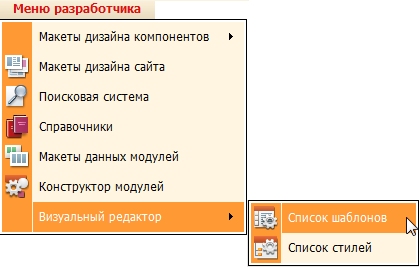 Меню разработчика
Макеты дизайна компонентов
Макеты дизайна сайта
Поисковая система
Справочники
Макеты данных модулей
Конструктор модулей
Визуальный редактор
Список шаблонов
Список стилей